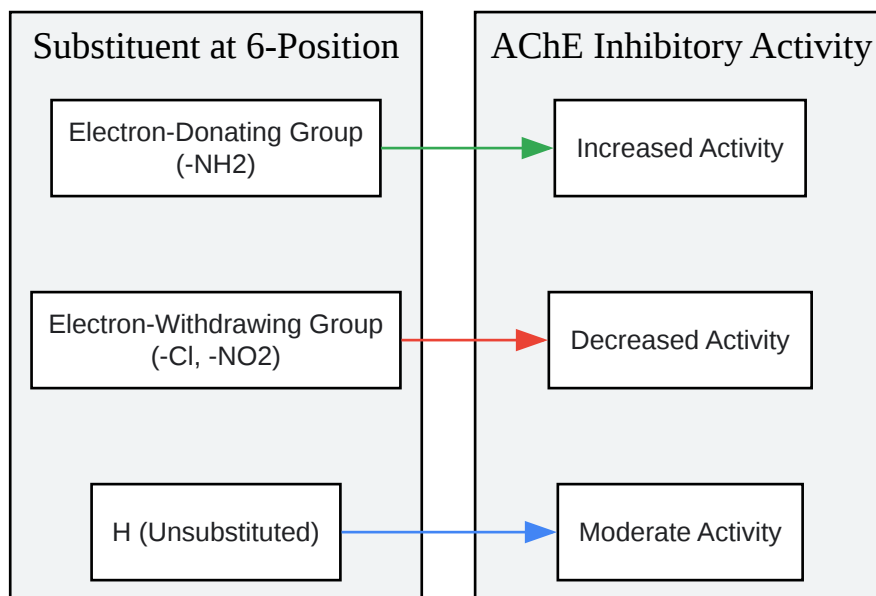 Substituent at 6-Position
AChE Inhibitory Activity
Electron-Donating Group
(-NH2)
Increased Activity
Electron-Withdrawing Group
(-Cl, -NO2)
Decreased Activity
H (Unsubstituted)
Moderate Activity